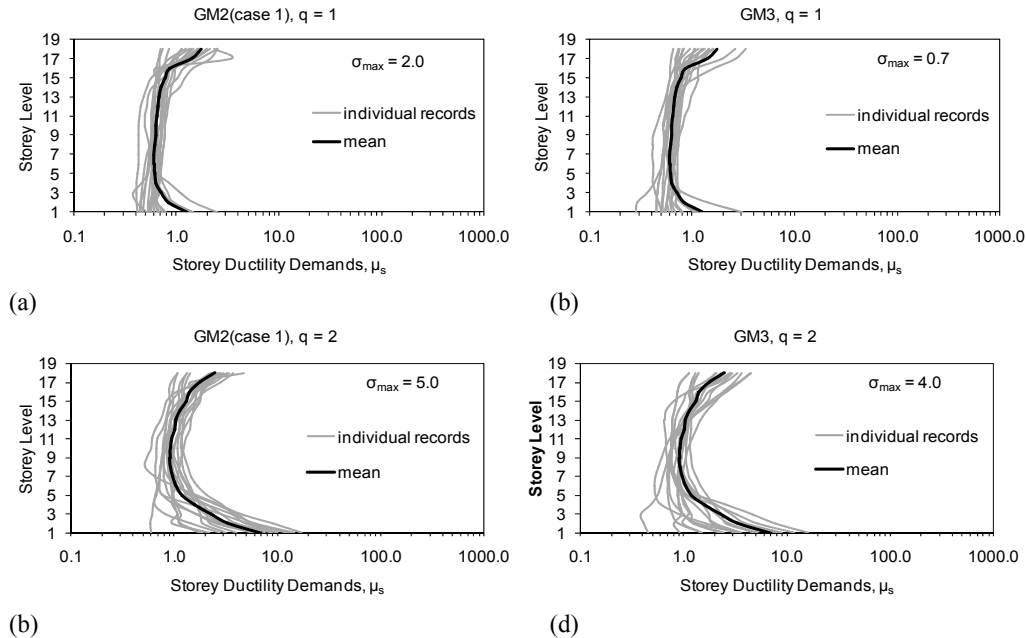 GM2(case 1), q = 1
19
17
15
13
11
9
7
5
3
1
Storey Level
σmax = 2.0
individual records
mean
0.1 1.0 10.0 100.0 1000.0
Storey Ductility Demands, µs
(a)
GM3, q = 1
19
17
15
13
11
9
7
5
3
1
Storey Level
σmax = 0.7
individual records
mean
0.1 1.0 10.0 100.0 1000.0
Storey Ductility Demands, µs
(b)
GM2(case 1), q = 2
19
17
15
13
11
9
7
5
3
1
Storey Level
σmax = 5.0
individual records
mean
0.1 1.0 10.0 100.0 1000.0
Storey Ductility Demands, µs
(b)
GM3, q = 2
19
17
15
13
11
9
7
5
3
1
Storey Level
σmax = 4.0
individual records
mean
0.1 1.0 10.0 100.0 1000.0
Storey Ductility Demands, µs
(d)